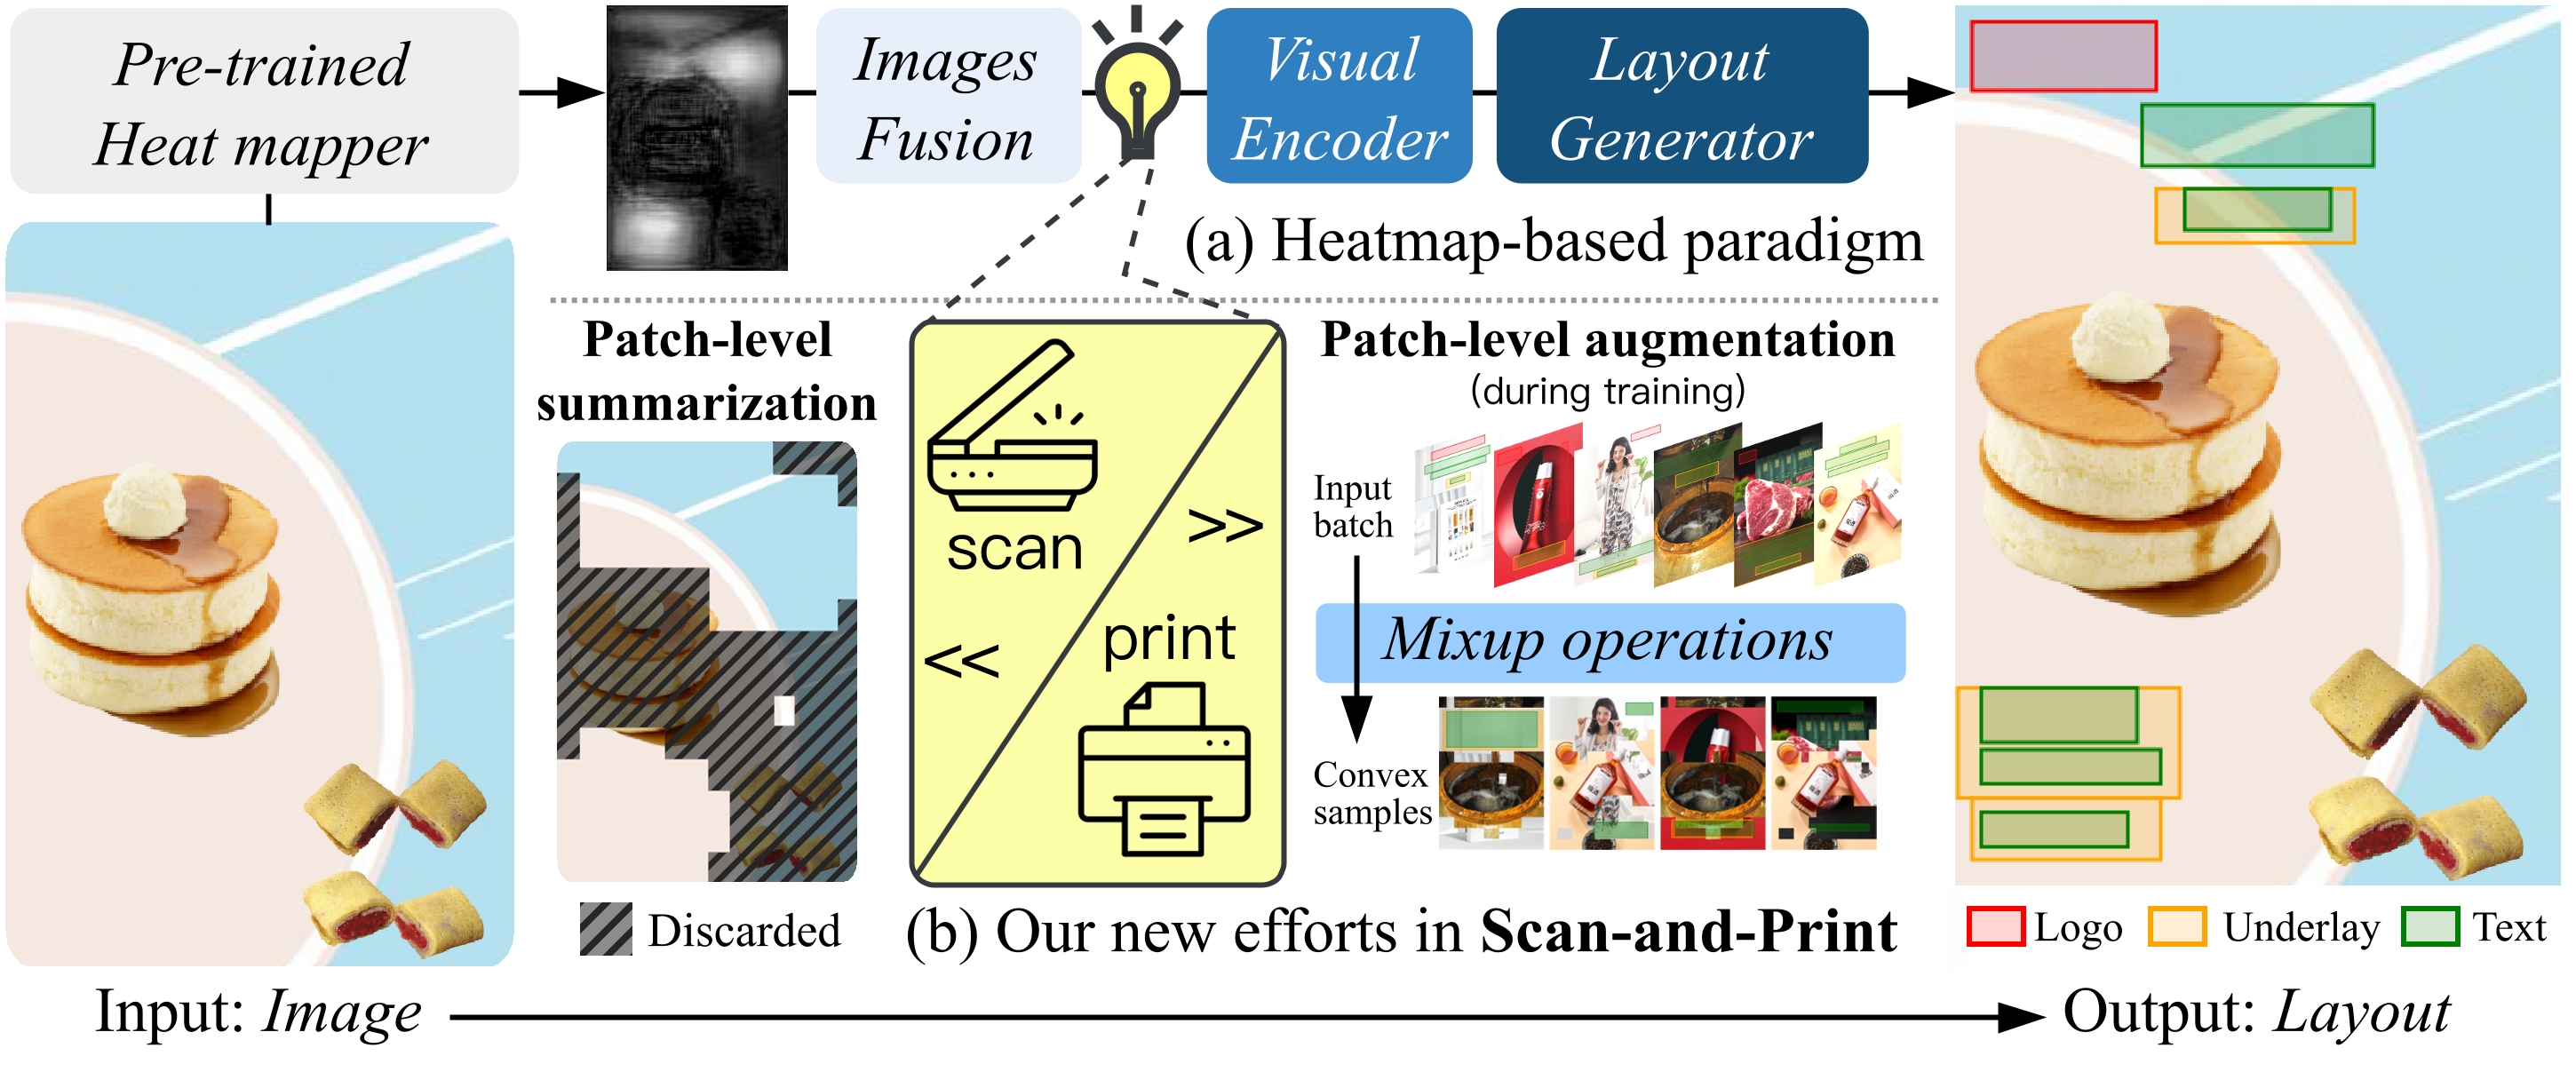 Pre-trained
Heat mapper
Images
Fusion
Visual
Encoder
Layout
Generator
(a) Heatmap-based paradigm
Patch-level
summarization
Discarded
scan
>>
<<
print
Patch-level augmentation
(during training)
Input
batch
Mixup operations
Convex
samples
(b) Our new efforts in Scan-and-Print
Logo
Underlay
Text
Input: Image
Output: Layout